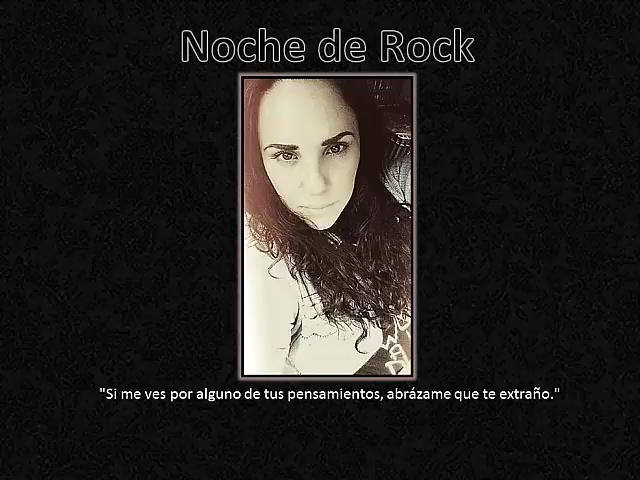 Noche de Rock
"Si me ves por alguno de tus pensamientos, abrázame que te extraño."